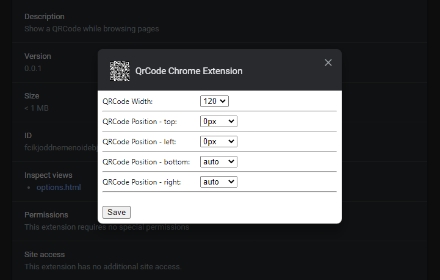 Description
Show a QRCode while browsing pages
Version
0.0.1
Size
< 1 MB
ID
Inspect views
options.html
Permissions
This extension requires no special permissions
Site access
This extension has no additional site access.
QrCode Chrome Extension
QRCode Width: 120
QRCode Position - top: 0px
QRCode Position - left: 0px
QRCode Position - bottom: auto
QRCode Position - right: auto
Save